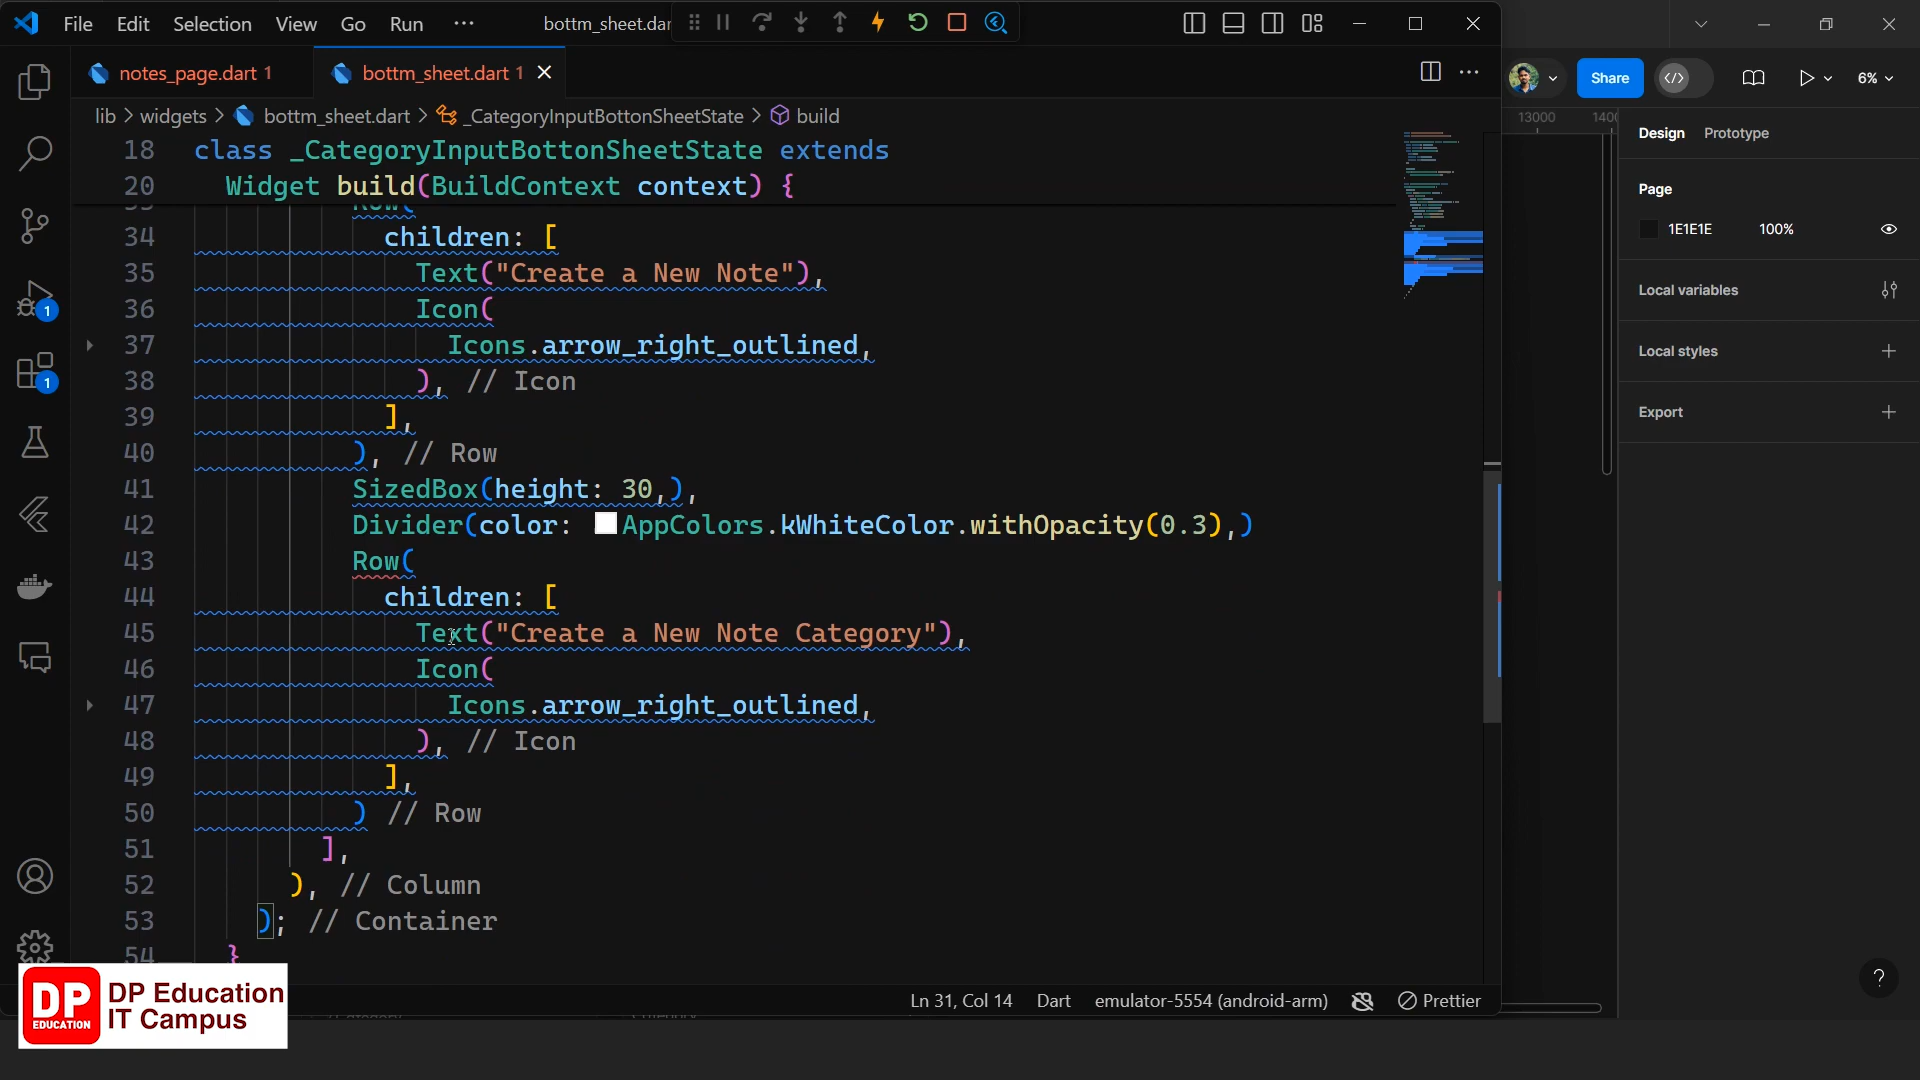 File Edit Selection View Go Run ··· bottm_sheet.dar
notes_page.dart 1 bottm_sheet.dart 1
Share 6%
13000 1400
lib > widgets > bottm_sheet.dart > _CategoryInputBottonSheetState > build
Design Prototype
18 class _CategoryInputBottonSheetState extends
20 Widget build(BuildContext context) {
Page
1E1E1E 100%
34 children: [
35 Text("Create a New Note"),
36 Icon(
37 Icons.arrow_right_outlined,
38 ), // Icon
39 ],
40 ), // Row
41 SizedBox(height: 30,),
42 Divider(color: AppColors.kWhiteColor.withOpacity(0.3),)
43 Row(
44 children: [
45 Text("Create a New Note Category"),
46 Icon(
47 Icons.arrow_right_outlined,
48 ), // Icon
49 ],
50 ) // Row
51 ],
52 ), // Column
53 ); // Container
54 }
Local variables
Local styles
Export
1
1
Ln 31, Col 14 Dart emulator-5554 (android-arm) Prettier
?
DP
EDUCATION
DP Education
IT Campus